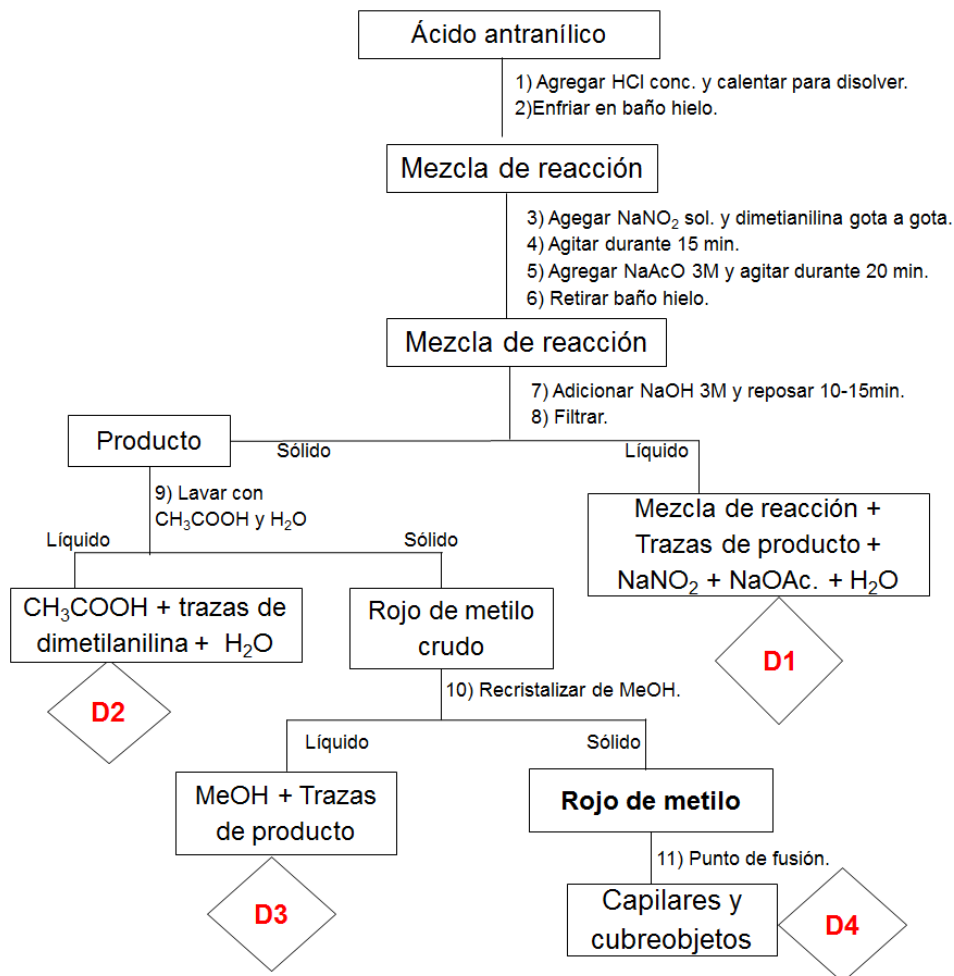 Ácido antranílico
1) Agregar HCl conc. y calentar para disolver.
2)Enfriar en baño hielo.
Mezcla de reacción
3) Agegar NaNO₂ sol. y dimetianilina gota a gota.
4) Agitar durante 15 min.
5) Agregar NaAcO 3M y agitar durante 20 min.
6) Retirar baño hielo.
Mezcla de reacción
7) Adicionar NaOH 3M y reposar 10-15min.
8) Filtrar.
Producto
Sólido
Líquido
9) Lavar con
CH₃COOH y H₂O
Mezcla de reacción +
Trazas de producto +
NaNO₂ + NaOAc. + H₂O
Líquido
Sólido
CH₃COOH + trazas de
dimetilanilina + H₂O
Rojo de metilo
crudo
D1
D2
10) Recristalizar de MeOH.
Líquido
Sólido
MeOH + Trazas
de producto
Rojo de metilo
11) Punto de fusión.
D3
Capilares y
cubreobjetos
D4